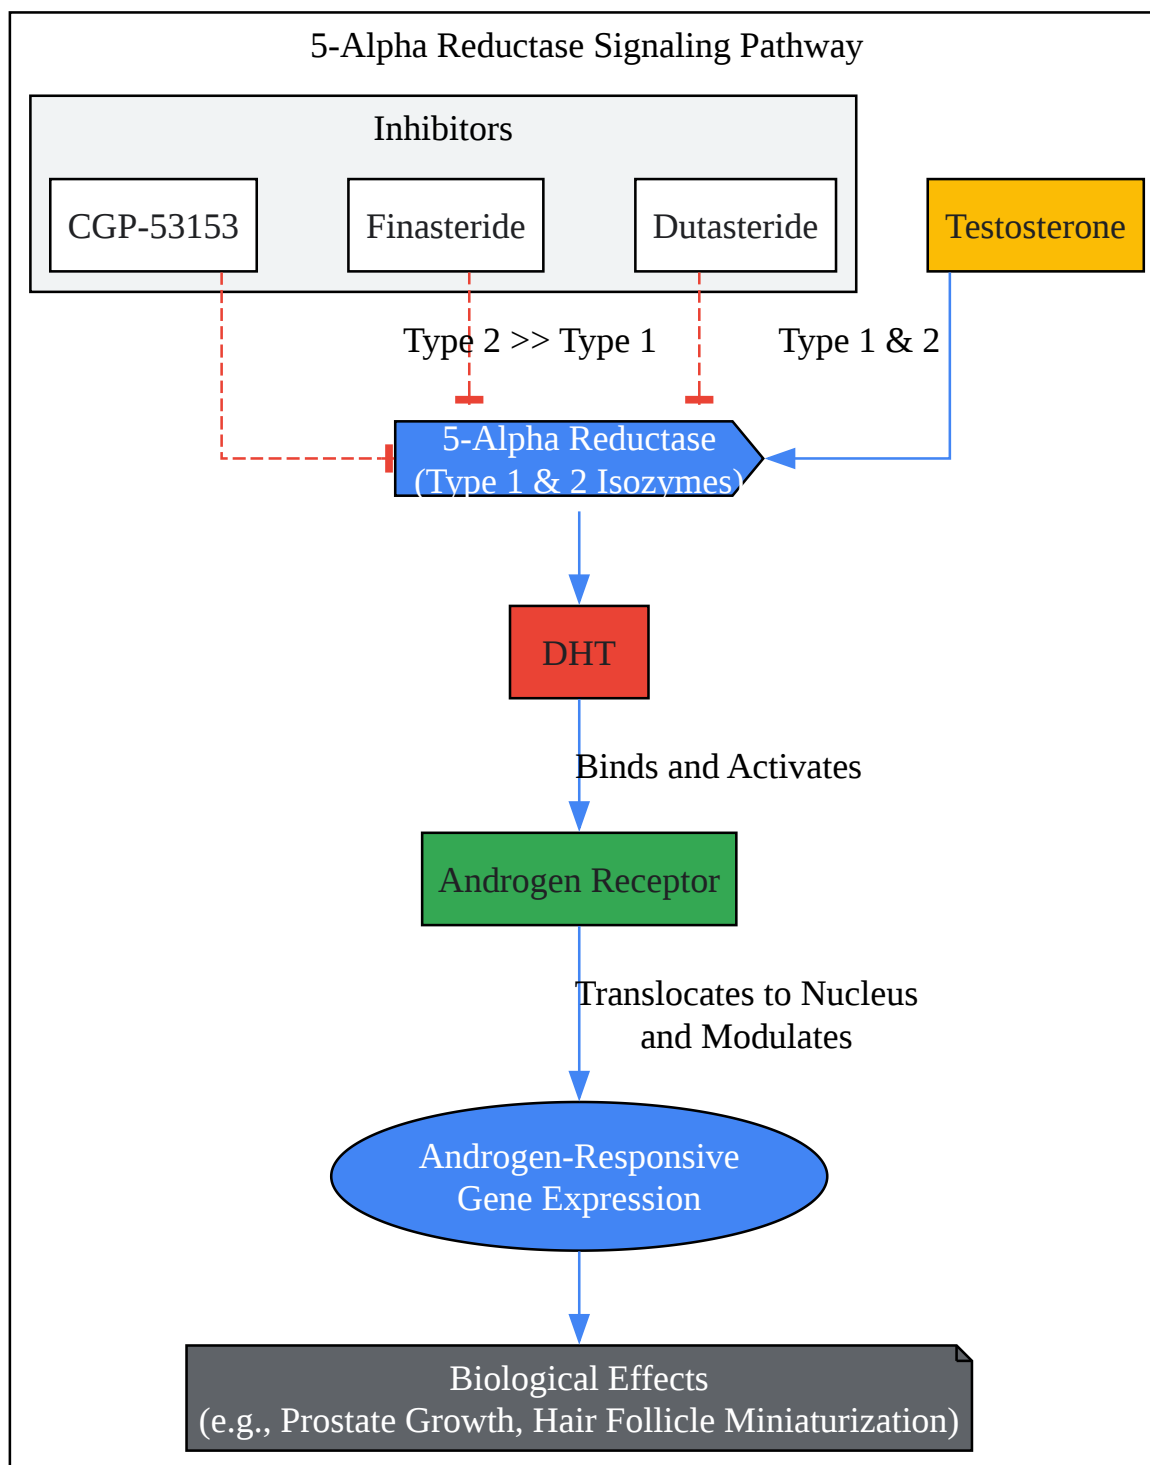 5-Alpha Reductase Signaling Pathway
Inhibitors
CGP-53153
Finasteride
Dutasteride
Testosterone
Type 2 >> Type 1
Type 1 & 2
5-Alpha Reductase
(Type 1 & 2 Isozymes)
DHT
Binds and Activates
Androgen Receptor
Translocates to Nucleus
and Modulates
Androgen-Responsive
Gene Expression
Biological Effects
(e.g., Prostate Growth, Hair Follicle Miniaturization)